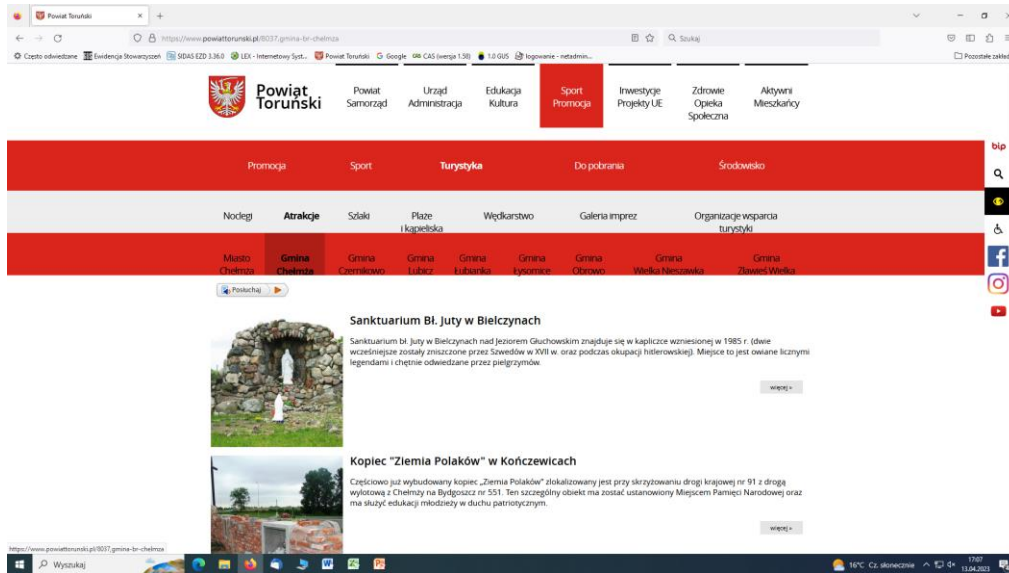 Powiat Toruński
https://www.powiattorunski.pl/8037,gmina-br-chelmza
Szukaj
Często odwiedzane Ewidencja Stowarzyszeń SIDAS EZD 3.36.0 LEX - Internetowy Syst... Powiat Toruński Google CAS (wersja 1.58) 1.0 GUS logowanie - netadmin...
Pozostałe zakład
Powiat
Toruński
Powiat
Samorząd
Urząd
Administracja
Edukacja
Kultura
Sport
Promocja
Inwestycje
Projekty UE
Zdrowie
Opieka
Społeczna
Aktywni
Mieszkańcy
bip
Promocja Sport Turystyka Do pobrania Środowisko
Noclegi Atrakcje Szlaki Plaże
i kąpieliska
Wędkarstwo Galeria imprez Organizacje wsparcia
turystyki
Miasto
Chełmża
Gmina
Chełmża
Gmina
Czernikowo
Gmina
Lubicz
Gmina
Łubianka
Gmina
Łysomice
Gmina
Obrowo
Gmina
Wielka Nieszawka
Gmina
Zławieś Wielka
Posłuchaj
Sanktuarium Bł. Juty w Bielczynach
Sanktuarium bł. Juty w Bielczynach nad Jeziorem Głuchowskim znajduje się w kapliczce wzniesionej w 1985 r. (dwie
wcześniejsze zostały zniszczone przez Szwedów w XVII w. oraz podczas okupacji hitlerowskiej). Miejsce to jest owiane licznymi
legendami i chętnie odwiedzane przez pielgrzymów.
więcej »
Kopiec "Ziemia Polaków" w Kończewicach
Częściowo już wybudowany kopiec „Ziemia Polaków” zlokalizowany jest przy skrzyżowaniu drogi krajowej nr 91 z drogą
wylotową z Chełmży na Bydgoszcz nr 551. Ten szczególny obiekt ma zostać ustanowiony Miejscem Pamięci Narodowej oraz
ma służyć edukacji młodzieży w duchu patriotycznym.
więcej »
https://www.powiattorunski.pl/8037,gmina-br-chelmza
Wyszukaj
16°C Cz. słonecznie
17:07
13.04.2023